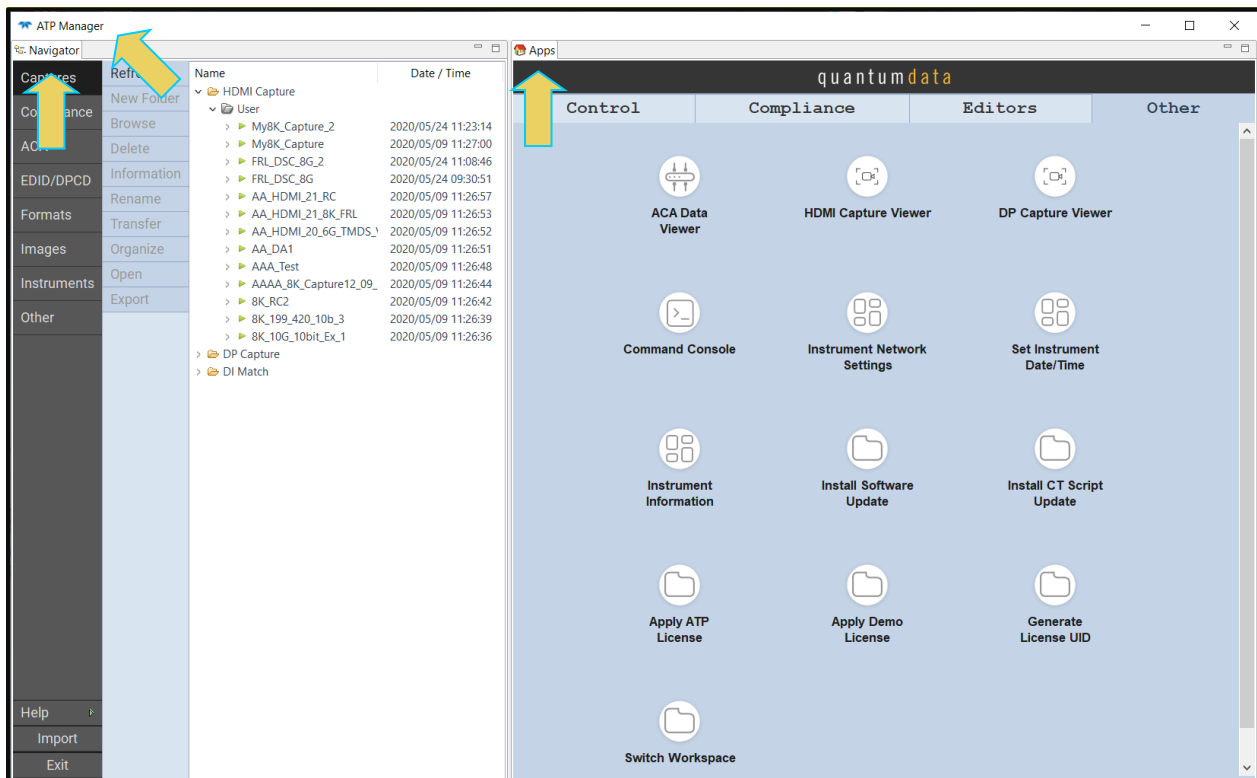 ATP Manager
Navigator
Apps
Captures
Compliance
EDID/DPCD
Formats
Images
Instruments
Other
Help
Import
Exit
New Folder
Browse
Delete
Information
Rename
Transfer
Organize
Open
Export
Name Date / Time
HDMI Capture
User
My8K_Capture_2 2020/05/24 11:23:14
My8K_Capture 2020/05/09 11:27:00
FRL_DSC_8G_2 2020/05/24 11:08:46
FRL_DSC_8G 2020/05/24 09:30:51
AA_HDMI_21_RC 2020/05/09 11:26:57
AA_HDMI_21_8K_FRL 2020/05/09 11:26:53
AA_HDMI_20_6G_TMDS_ 2020/05/09 11:26:52
AA_DA1 2020/05/09 11:26:51
AAA_Test 2020/05/09 11:26:48
AAAA_8K_Capture12_09_ 2020/05/09 11:26:44
8K_RC2 2020/05/09 11:26:42
8K_199_420_10b_3 2020/05/09 11:26:39
8K_10G_10bit_Ex_1 2020/05/09 11:26:36
DP Capture
DI Match
quantumdata
Control Compliance Editors Other
ACA Data
Viewer
HDMI Capture Viewer
DP Capture Viewer
Command Console
Instrument Network
Settings
Set Instrument
Date/Time
Instrument
Information
Install Software
Update
Install CT Script
Update
Apply ATP
License
Apply Demo
License
Generate
License UID
Switch Workspace